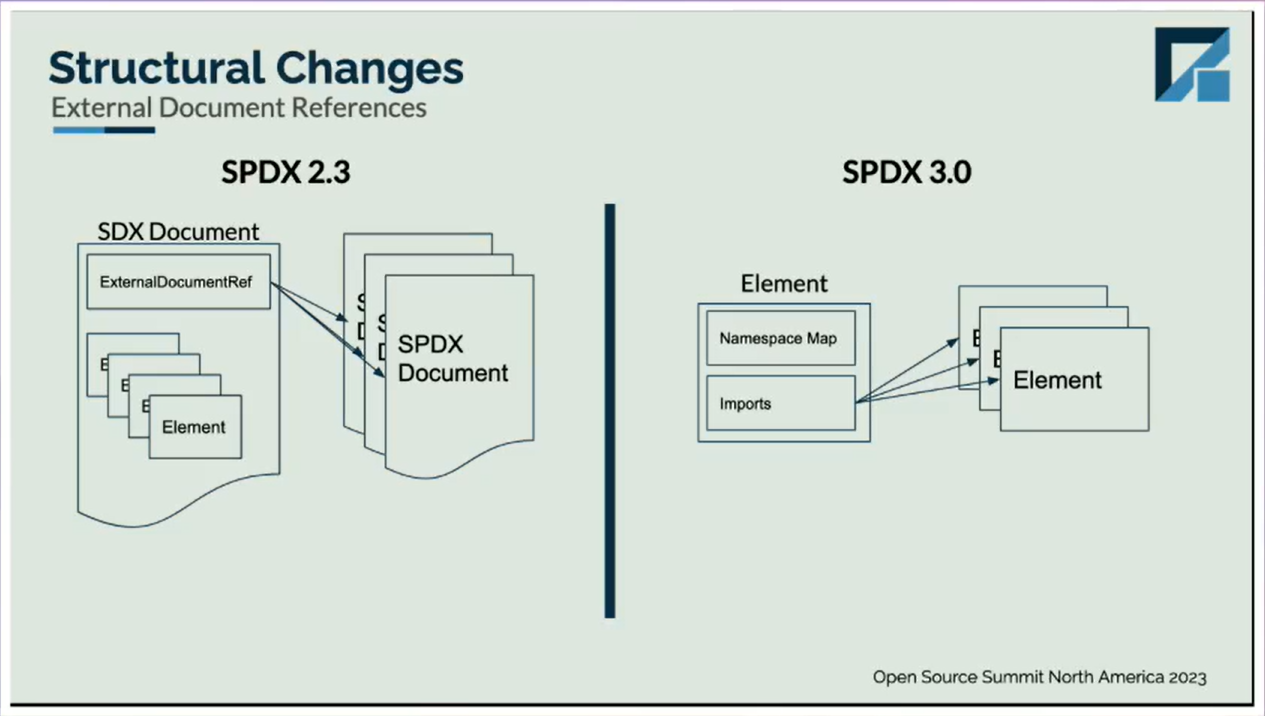 Structural Changes
External Document References
SPDX 2.3
SDX Document
ExternalDocumentRef
E
E
E
Element
S
D
S
D
SPDX
Document
SPDX 3.0
Element
Namespace Map
Imports
E
E
Element
Open Source Summit North America 2023